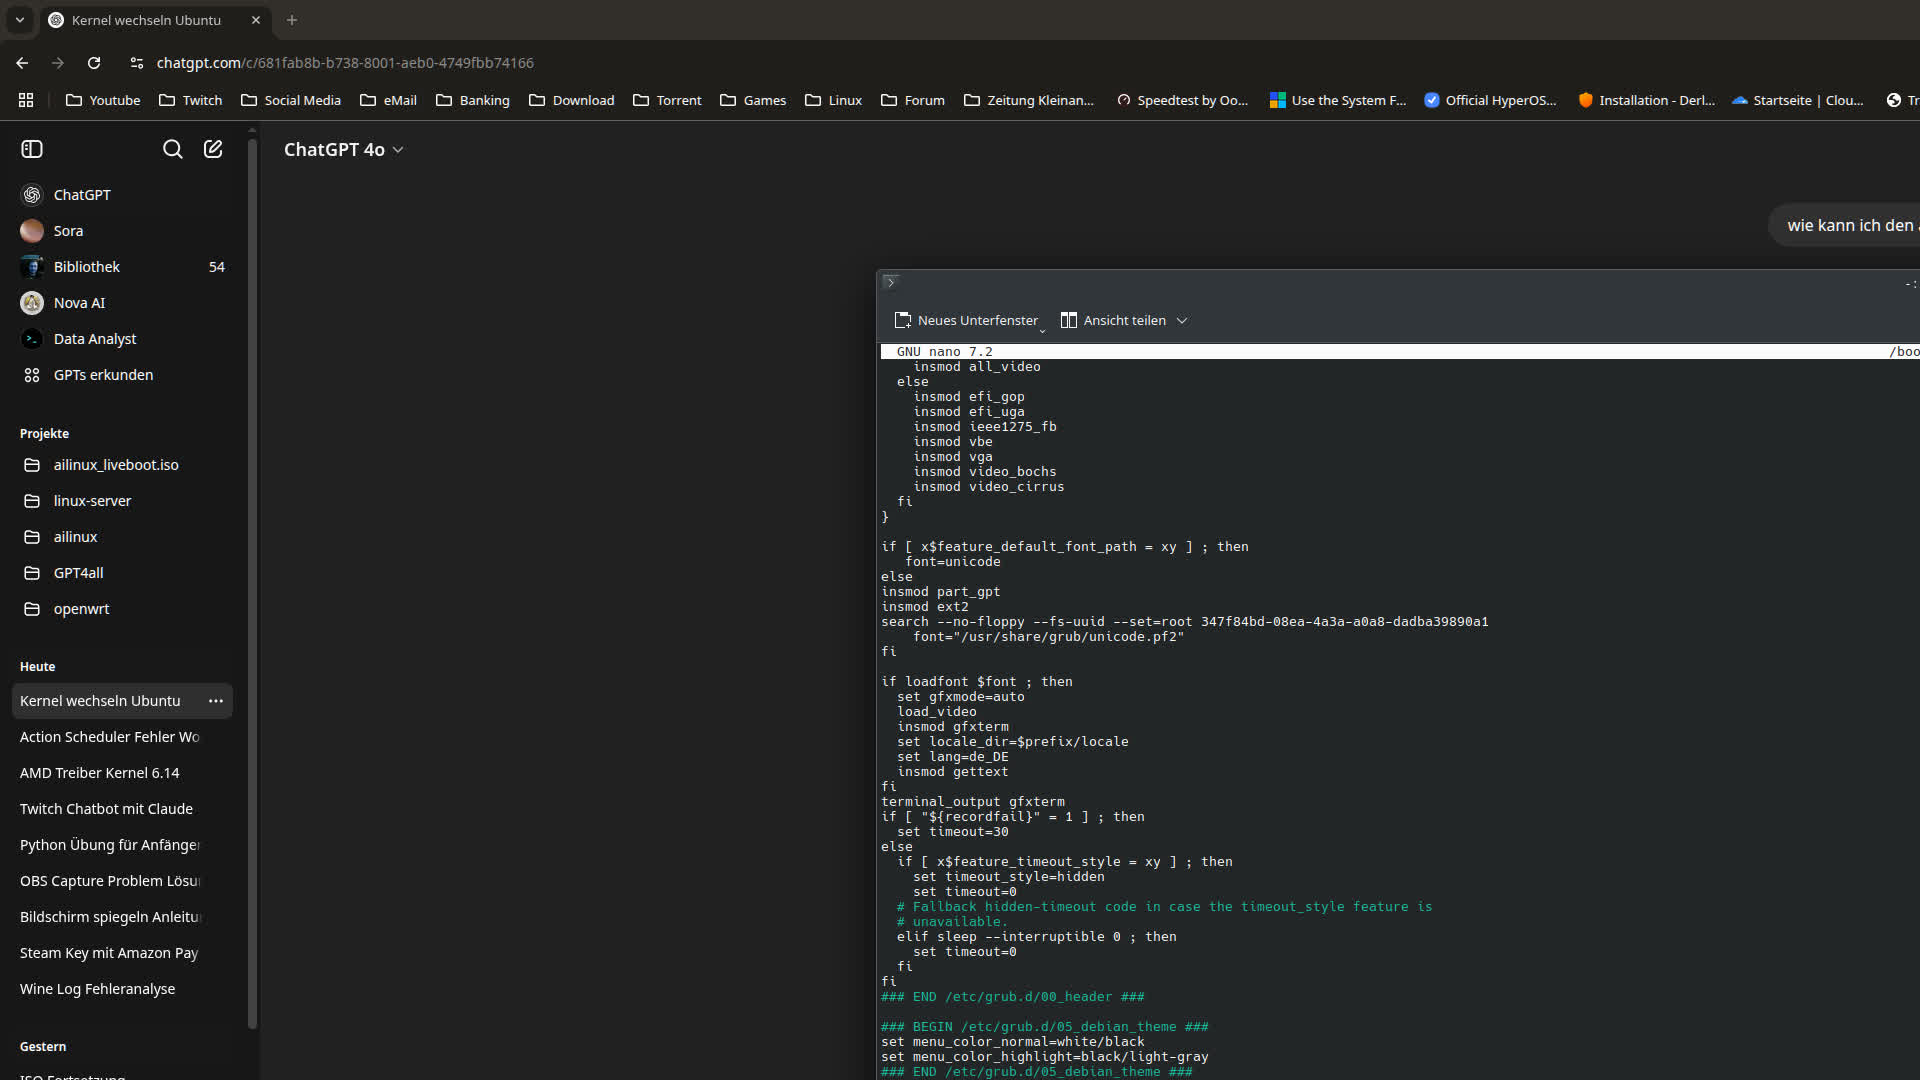 Kernel wechseln Ubuntu
chatgpt.com/c/681fab8b-b738-8001-aeb0-4749fbb74166
Youtube
Twitch
Social Media
eMail
Banking
Download
Torrent
Games
Linux
Forum
Zeitung Kleinan...
Speedtest by Oo...
Use the System F...
Official HyperOS...
Installation - Derl...
Startseite | Clou...
Tr
ChatGPT 4o
wie kann ich den
ChatGPT
Sora
Bibliothek 54
Nova AI
Data Analyst
GPTs erkunden
Projekte
ailinux_liveboot.iso
linux-server
ailinux
GPT4all
openwrt
Heute
Kernel wechseln Ubuntu
Action Scheduler Fehler Wo
AMD Treiber Kernel 6.14
Twitch Chatbot mit Claude
Python Übung für Anfänger
OBS Capture Problem Lösu
Bildschirm spiegeln Anleitu
Steam Key mit Amazon Pay
Wine Log Fehleranalyse
Gestern
ISO Fortsetzung
-:
Neues Unterfenster
Ansicht teilen
GNU nano 7.2 /boo
insmod all_video
else
insmod efi_gop
insmod efi_uga
insmod ieee1275_fb
insmod vbe
insmod vga
insmod video_bochs
insmod video_cirrus
fi
}
if [ x$feature_default_font_path = xy ] ; then
font=unicode
else
insmod part_gpt
insmod ext2
search --no-floppy --fs-uuid --set=root 347f84bd-08ea-4a3a-a0a8-dadba39890a1
font="/usr/share/grub/unicode.pf2"
fi
if loadfont $font ; then
set gfxmode=auto
load_video
insmod gfxterm
set locale_dir=$prefix/locale
set lang=de_DE
insmod gettext
fi
terminal_output gfxterm
if [ "${recordfail}" = 1 ] ; then
set timeout=30
else
if [ x$feature_timeout_style = xy ] ; then
set timeout_style=hidden
set timeout=0
# Fallback hidden-timeout code in case the timeout_style feature is
# unavailable.
elif sleep --interruptible 0 ; then
set timeout=0
fi
fi
### END /etc/grub.d/00_header ###
### BEGIN /etc/grub.d/05_debian_theme ###
set menu_color_normal=white/black
set menu_color_highlight=black/light-gray
### END /etc/grub.d/05_debian_theme ###